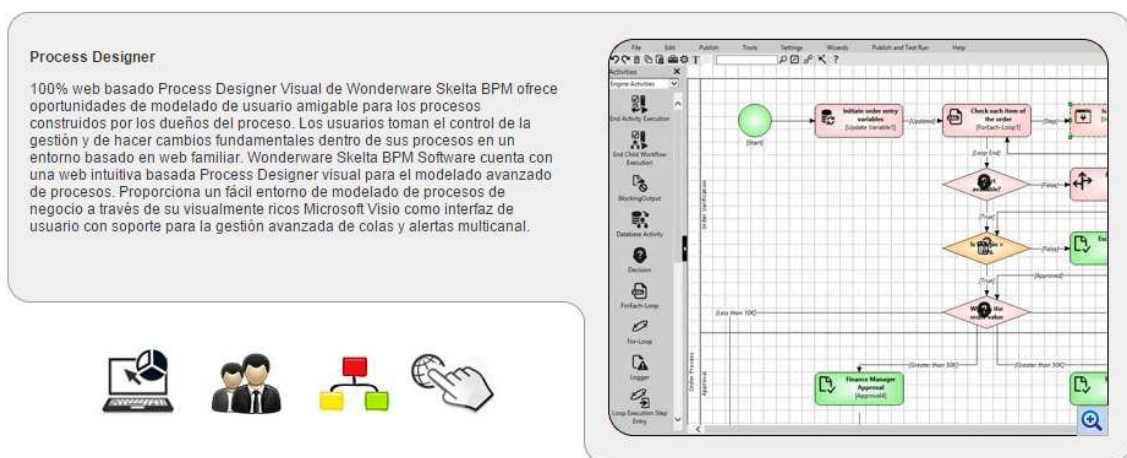 Process Designer
100% web basado Process Designer Visual de Wonderware Skelta BPM ofrece
oportunidades de modelado de usuario amigable para los procesos
construidos por los dueños del proceso. Los usuarios toman el control de la
gestión y de hacer cambios fundamentales dentro de sus procesos en un
entorno basado en web familiar. Wonderware Skelta BPM Software cuenta con
una web intuitiva basada Process Designer visual para el modelado avanzado
de procesos. Proporciona un fácil entorno de modelado de procesos de
negocio a través de su visualmente ricos Microsoft Visio como interfaz de
usuario con soporte para la gestión avanzada de colas y alertas multicanal.
File Edit Publish Tools Settings Wizards Publish and Test Run Help
Activities
Engine Activities
End Activity Execution
End Child Workflow
Execution
BlockingOutput
Database Activity
Decision
ForEach-Loop
For-Loop
Logger
Loop Execution Step
Entry
Order Verification
Order Process
Approval
[Start]
Initiate order entry
variables
[Update Variable1]
[Updated]
Check each item of
the order
[ForEach-Loop1]
[Step]
[Loop End]
[False]
[True]
[False]
[True]
[Approved]
order value
[Less than 10K]
[Greater than 50K]
[Greater than 50K]
Finance Manager
Approval
[Approval4]